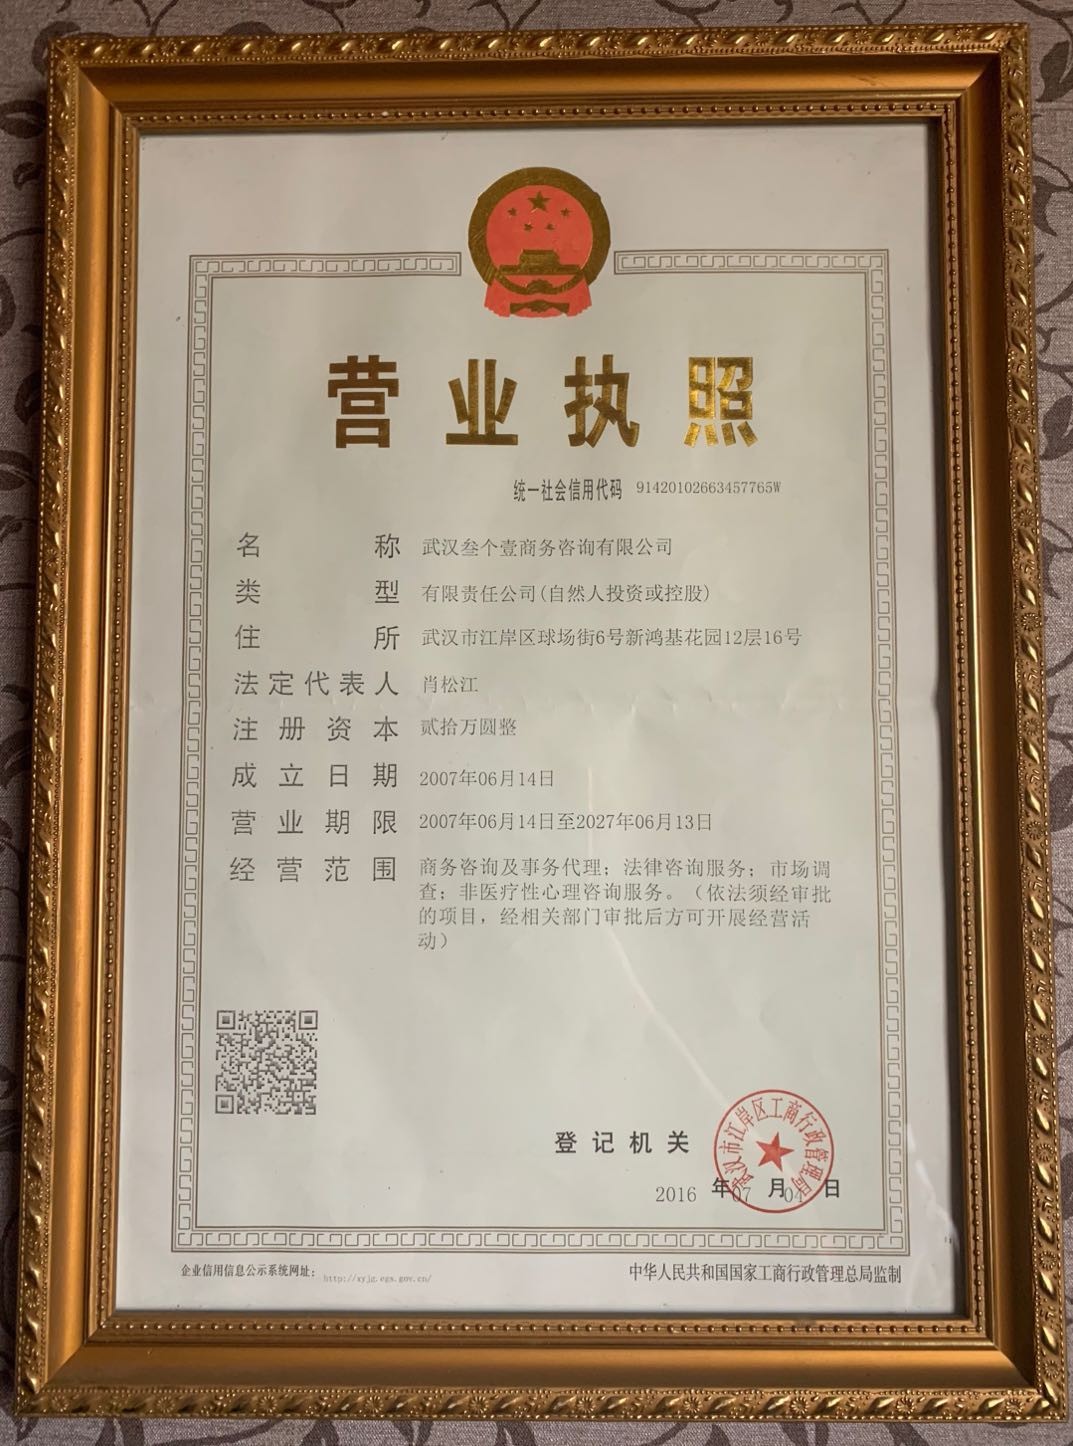 营业执照
统一社会信用代码 91420102663457765W
名称 武汉叁个壹商务咨询有限公司
类型 有限责任公司(自然人投资或控股)
住所 武汉市江岸区球场街6号新鸿基花园12层16号
法定代表人 肖松江
注册资本 贰拾万圆整
成立日期 2007年06月14日
营业期限 2007年06月14日至2027年06月13日
经营范围 商务咨询及事务代理；法律咨询服务；市场调
查；非医疗性心理咨询服务。（依法须经审批
的项目，经相关部门审批后方可开展经营活
动）
登记机关
武汉市江岸区工商行政管理局
2016年07月04日
企业信用信息公示系统网址： http://xyjg.egs.gov.cn/
中华人民共和国国家工商行政管理总局监制